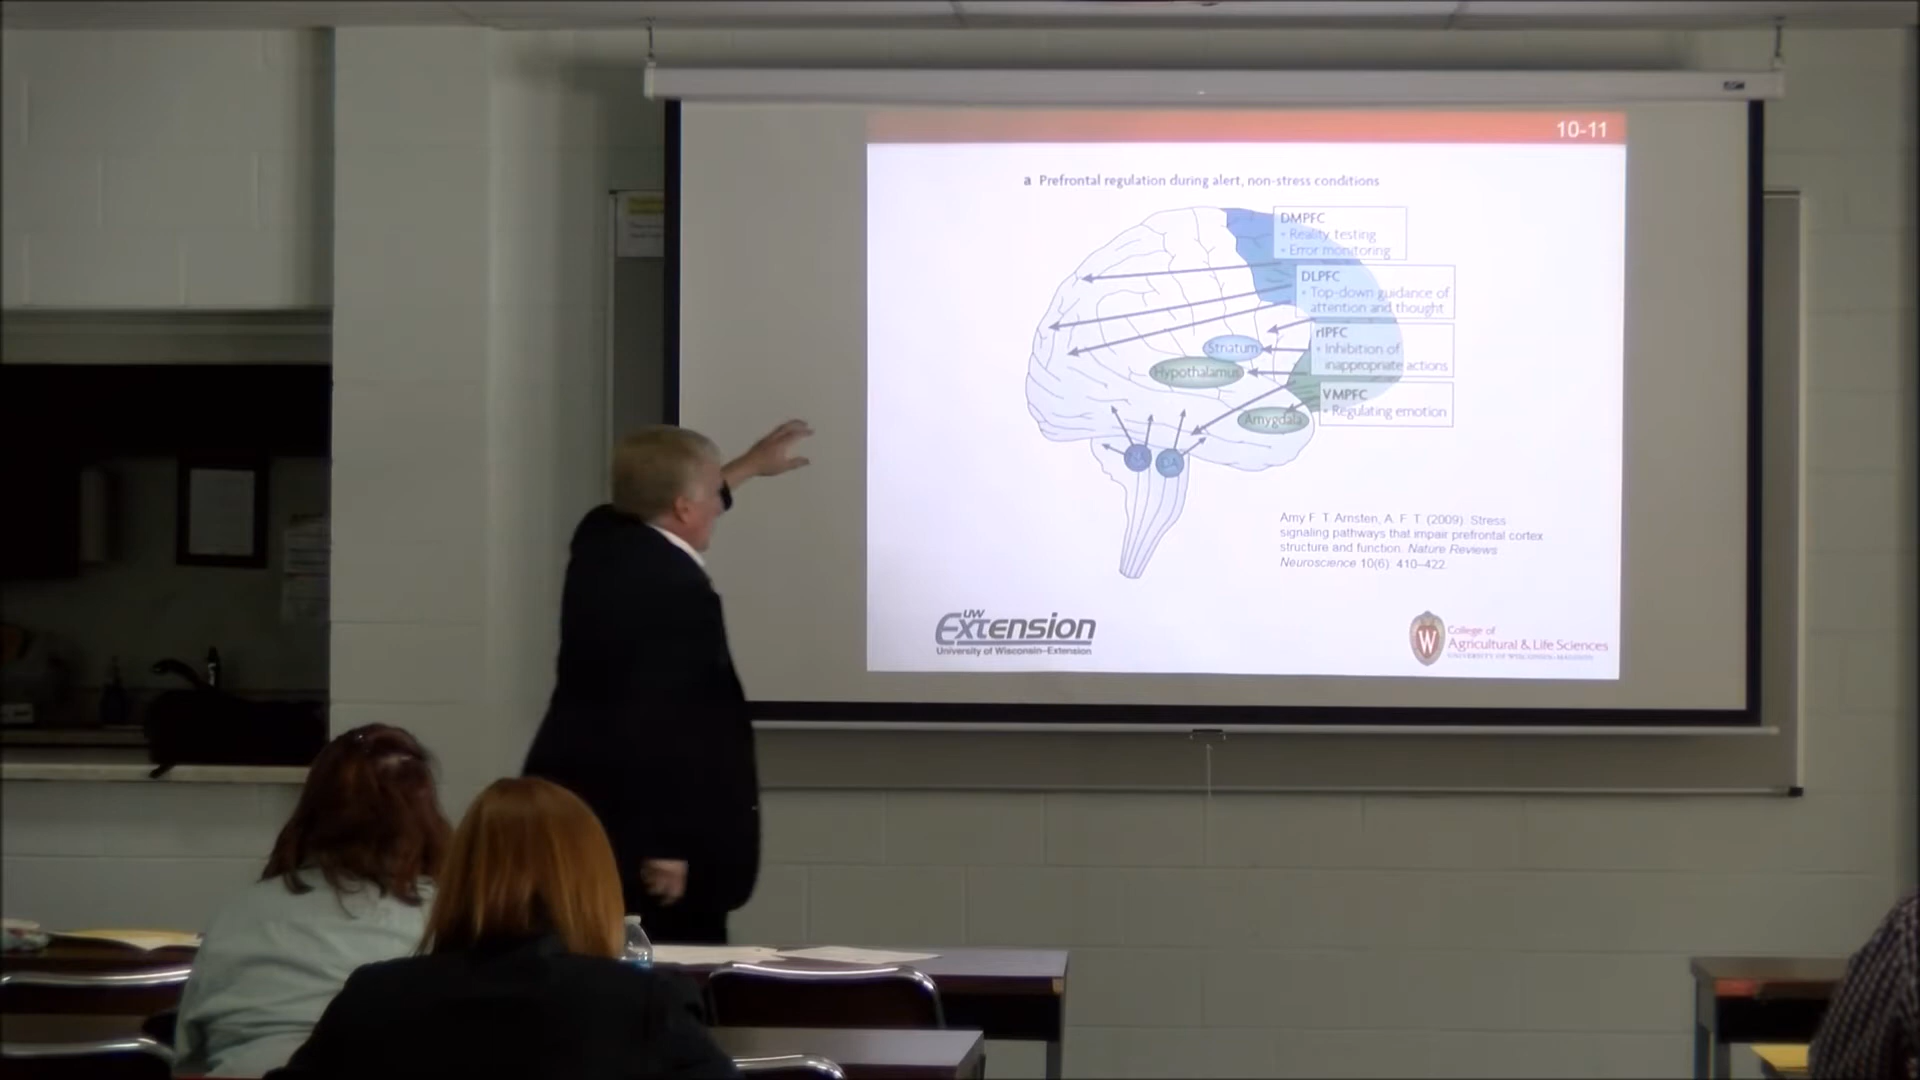 10-11
a Prefrontal regulation during alert, non-stress conditions
DMPFC
• Reality testing
• Error monitoring
DLPFC
• Top-down guidance of
attention and thought
rlPFC
• Inhibition of
inappropriate actions
Striatum
Hypothalamus
VMPFC
• Regulating emotion
Amygdala
NA
DA
Amy F. T. Arnsten, A. F. T. (2009). Stress
signaling pathways that impair prefrontal cortex
structure and function. Nature Reviews
Neuroscience 10(6): 410–422.
UW
Extension
University of Wisconsin–Extension
W
College of
Agricultural & Life Sciences
UNIVERSITY OF WISCONSIN–MADISON